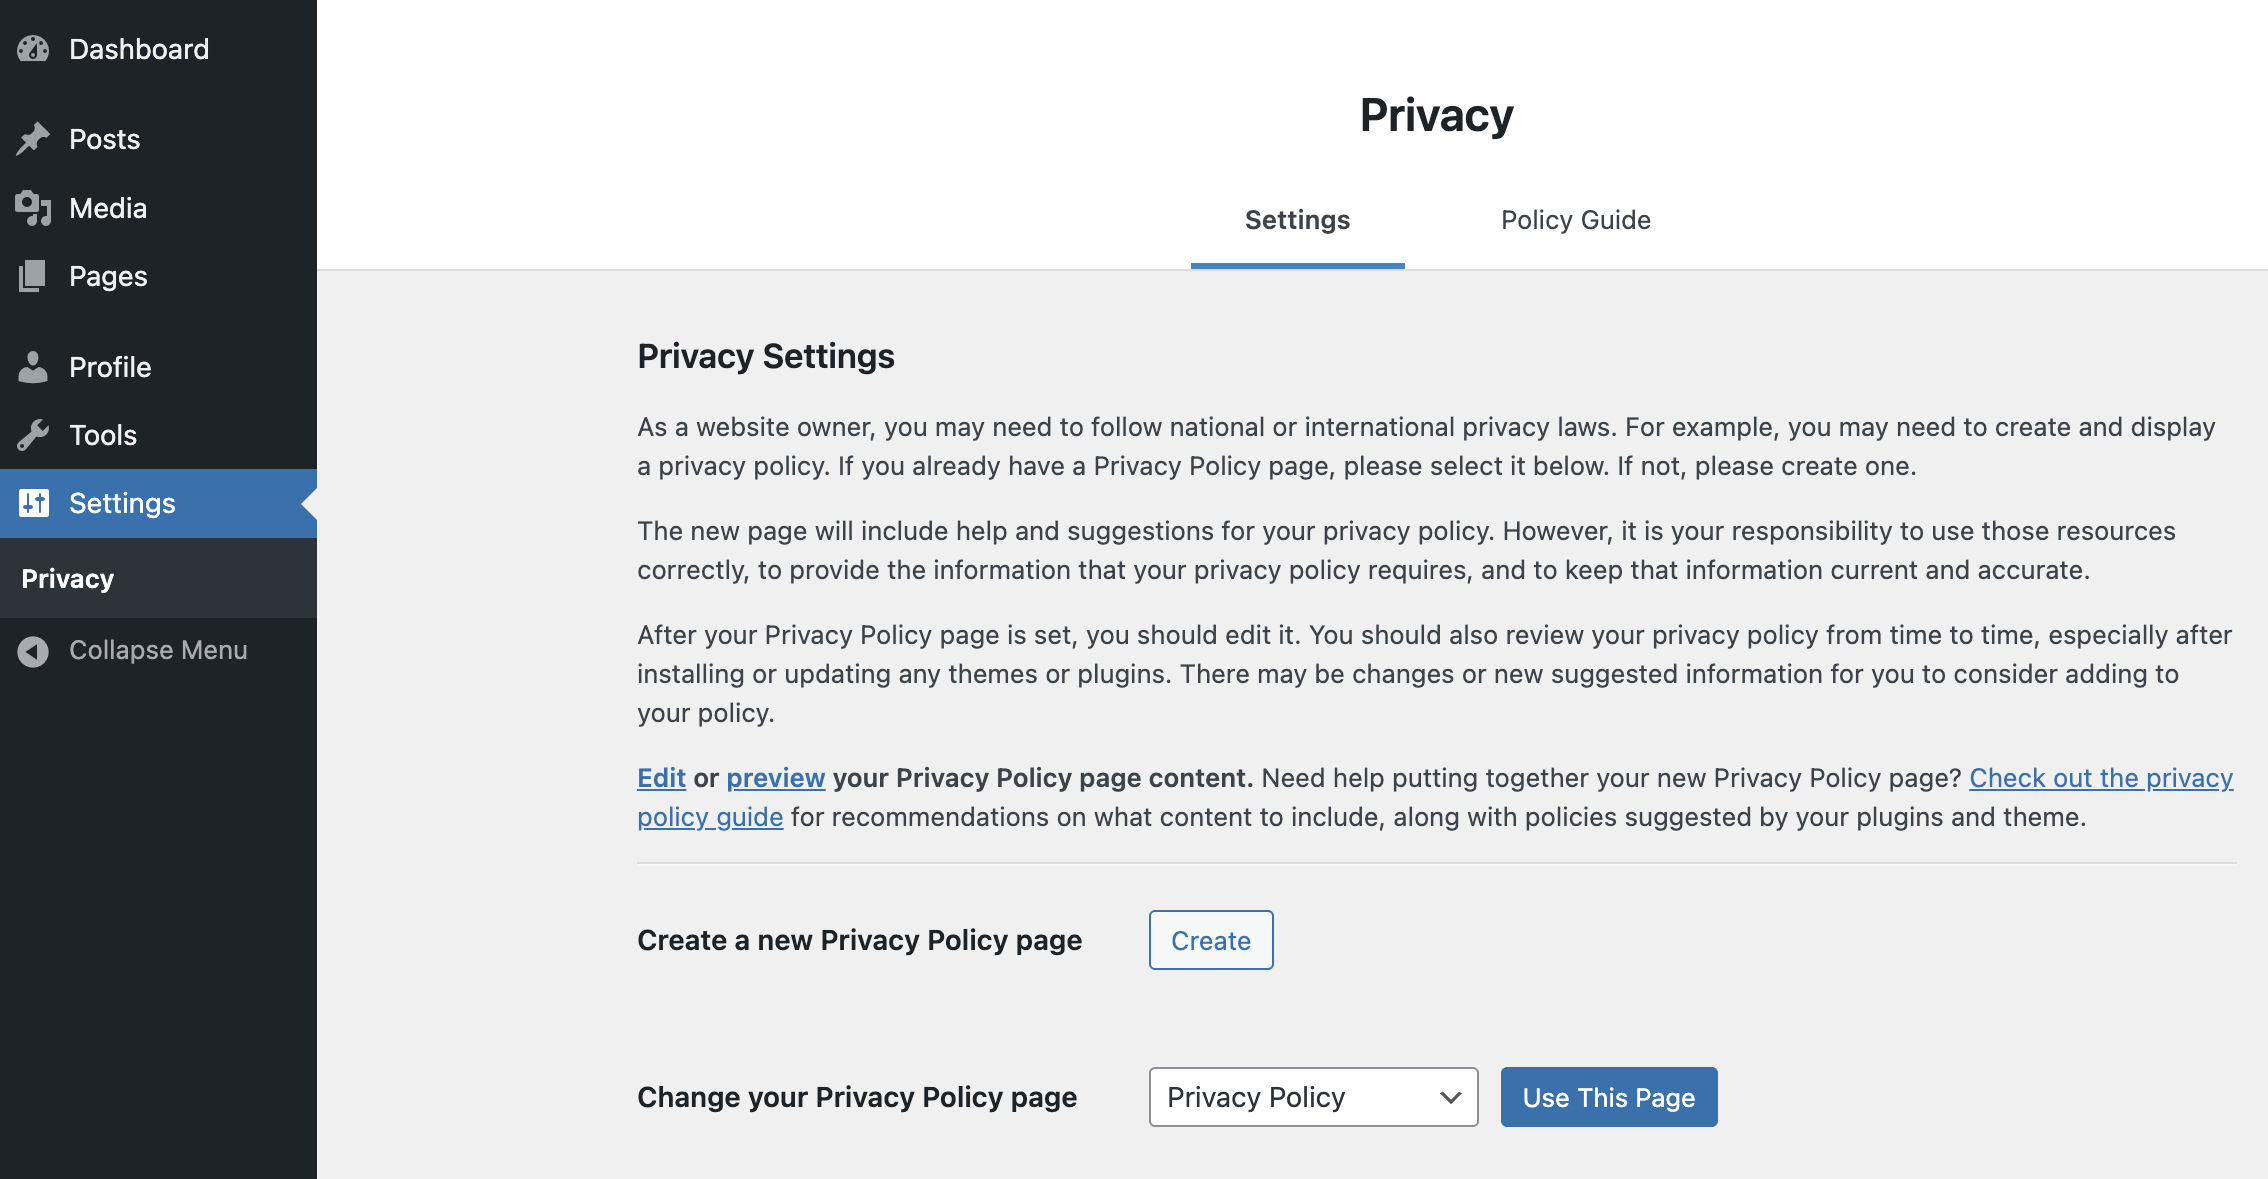 Dashboard
Posts
Media
Pages
Profile
Tools
Settings
Privacy
Collapse Menu
Privacy
Settings
Policy Guide
Privacy Settings
As a website owner, you may need to follow national or international privacy laws. For example, you may need to create and display
a privacy policy. If you already have a Privacy Policy page, please select it below. If not, please create one.
The new page will include help and suggestions for your privacy policy. However, it is your responsibility to use those resources
correctly, to provide the information that your privacy policy requires, and to keep that information current and accurate.
After your Privacy Policy page is set, you should edit it. You should also review your privacy policy from time to time, especially after
installing or updating any themes or plugins. There may be changes or new suggested information for you to consider adding to
your policy.
Edit or preview your Privacy Policy page content. Need help putting together your new Privacy Policy page? Check out the privacy
policy guide for recommendations on what content to include, along with policies suggested by your plugins and theme.
Create a new Privacy Policy page
Create
Change your Privacy Policy page
Privacy Policy
Use This Page